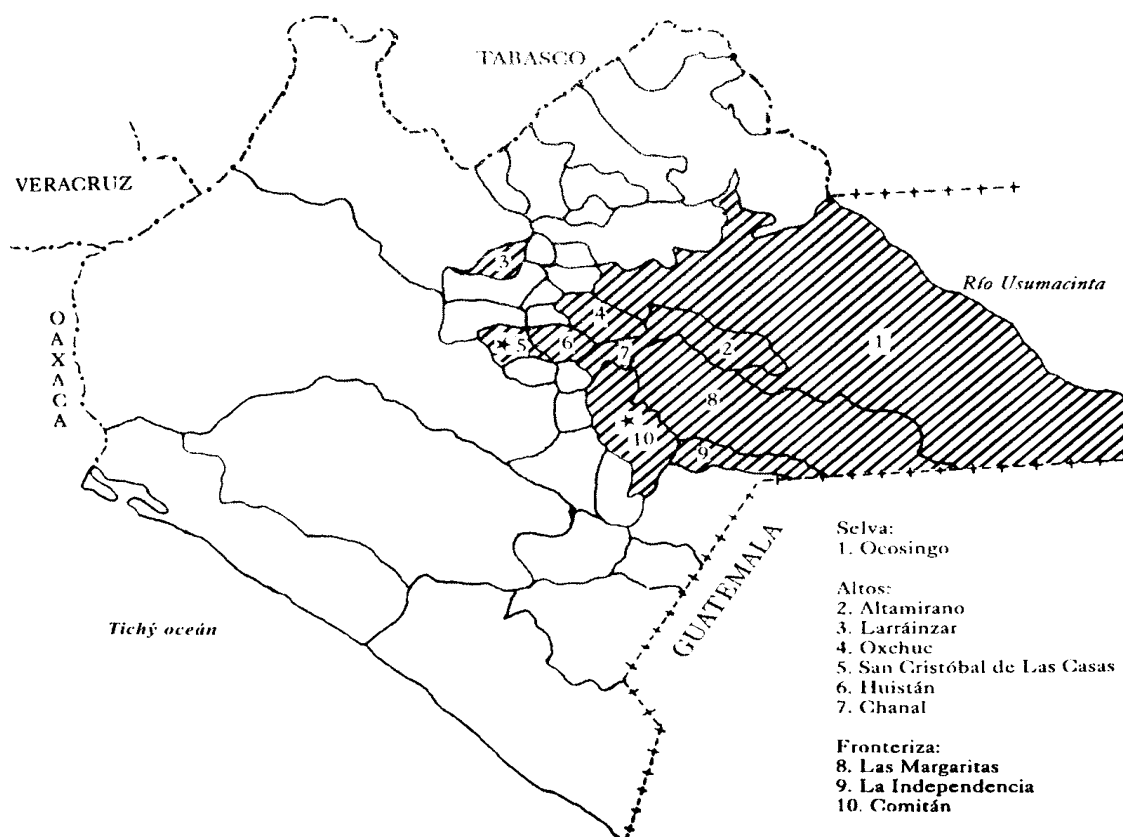 TABASCO
VERACRUZ
OAXACA
Río Usumacinta
3
4
5
6
7
2
1
8
10
9
GUATEMALA
Tichý oceán
Selva:
1. Ocosingo
Altos:
2. Altamirano
3. Larráinzar
4. Oxchuc
5. San Cristóbal de Las Casas
6. Huistán
7. Chanal
Fronteriza:
8. Las Margaritas
9. La Independencia
10. Comitán